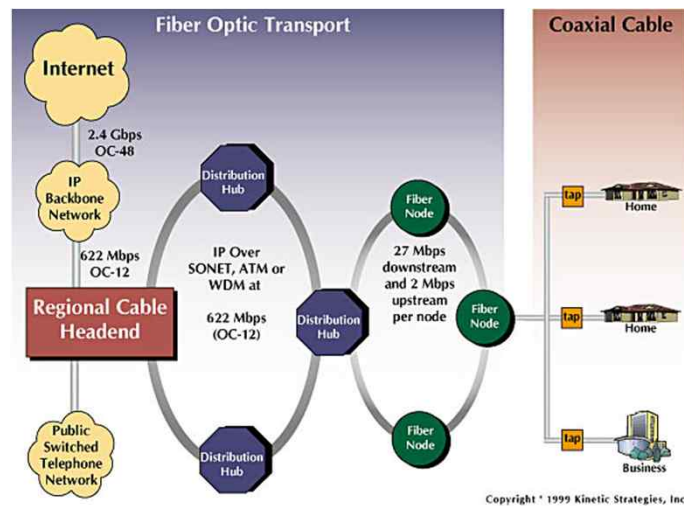 Fiber Optic Transport
Coaxial Cable
Internet
2.4 Gbps
OC-48
IP
Backbone
Network
622 Mbps
OC-12
Regional Cable
Headend
Public
Switched
Telephone
Network
Distribution
Hub
IP Over
SONET, ATM or
WDM at
622 Mbps
(OC-12)
Distribution
Hub
Distribution
Hub
Fiber
Node
27 Mbps
downstream
and 2 Mbps
upstream
per node
Fiber
Node
Fiber
Node
tap
Home
tap
Home
tap
Business
Copyright * 1999 Kinetic Strategies, Inc